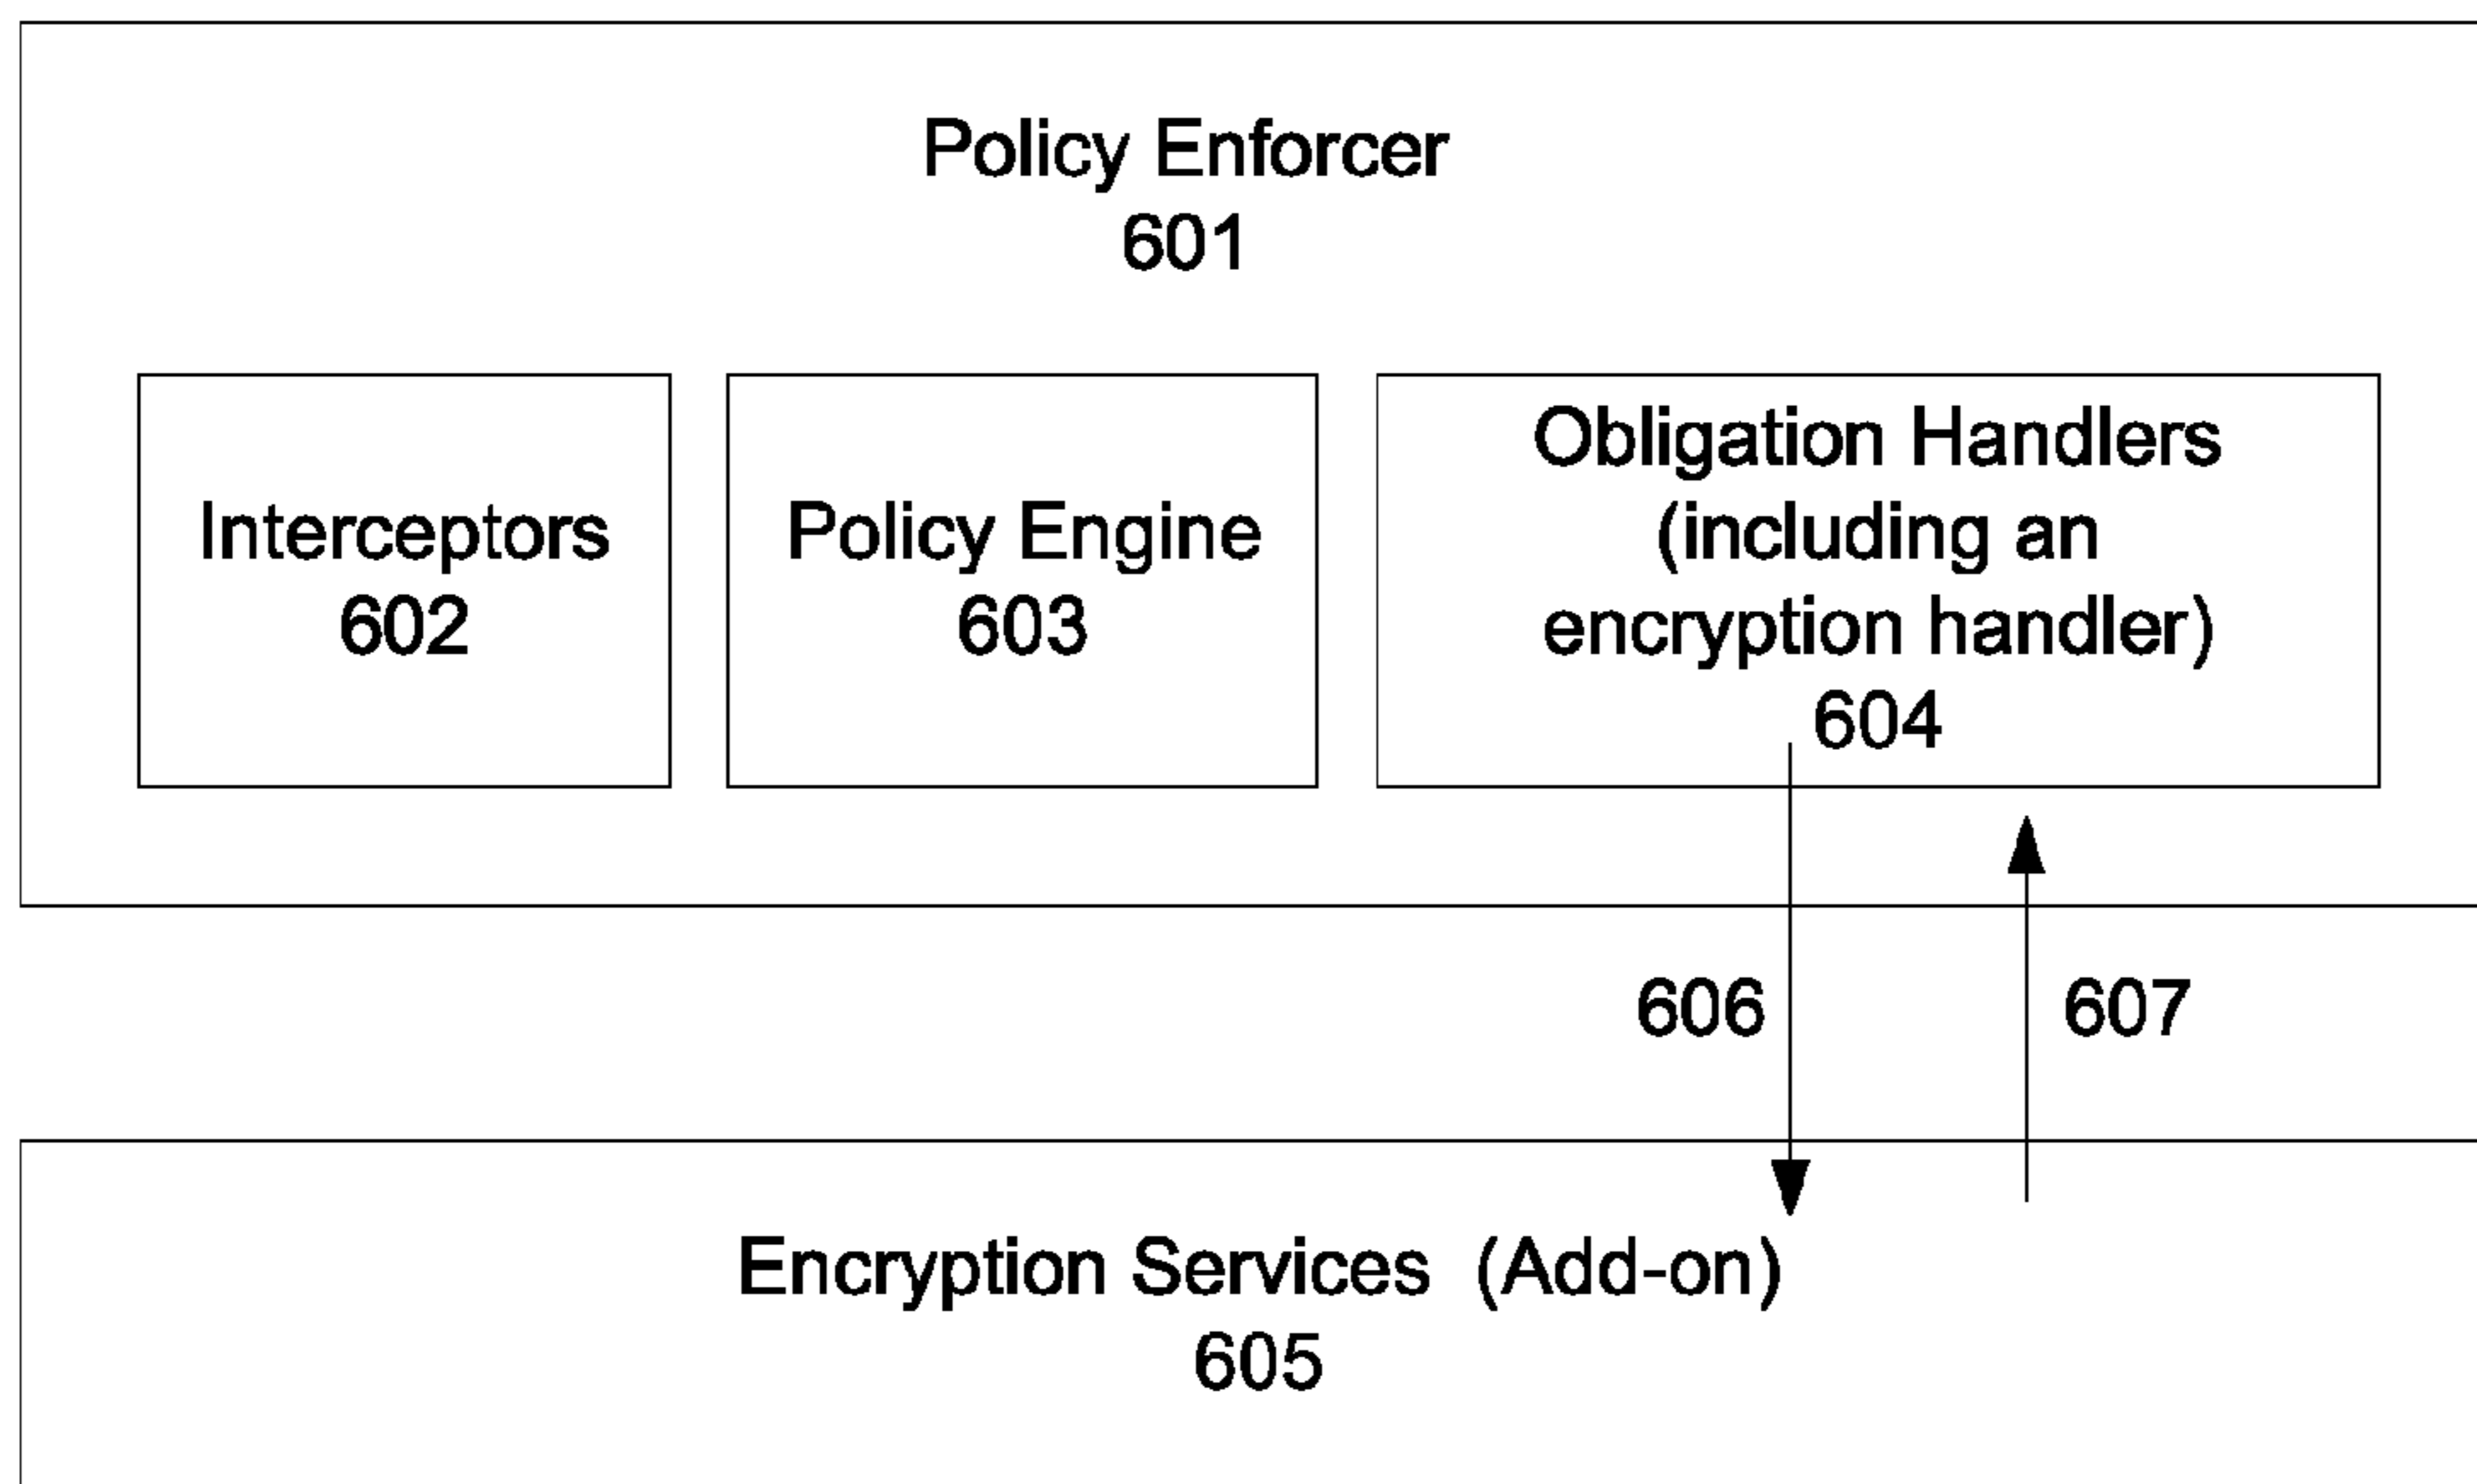 Policy Enforcer
601
Interceptors
602
Policy Engine
603
Obligation Handlers
(including an
encryption handler)
604
606
607
Encryption Services (Add-on)
605